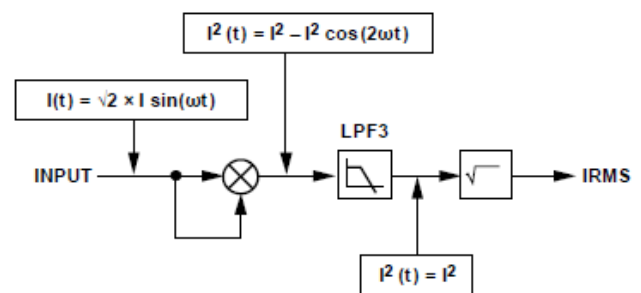 I² (t) = I² – I² cos(2ωt)
I(t) = √2 × I sin(ωt)
LPF3
INPUT
√
IRMS
I² (t) = I²